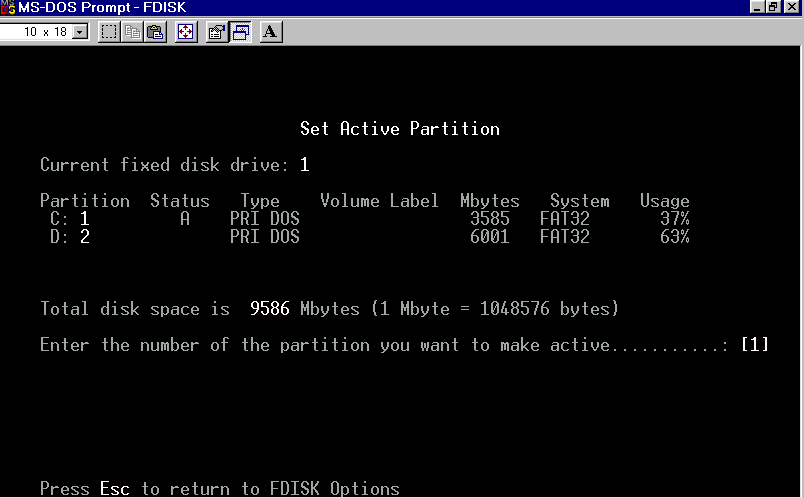 MS-DOS Prompt - FDISK
10 x 18
A
Set Active Partition
Current fixed disk drive: 1
Partition Status Type Volume Label Mbytes System Usage
C: 1 A PRI DOS 3585 FAT32 37%
D: 2 PRI DOS 6001 FAT32 63%
Total disk space is 9586 Mbytes (1 Mbyte = 1048576 bytes)
Enter the number of the partition you want to make active...........: [1]
Press Esc to return to FDISK Options